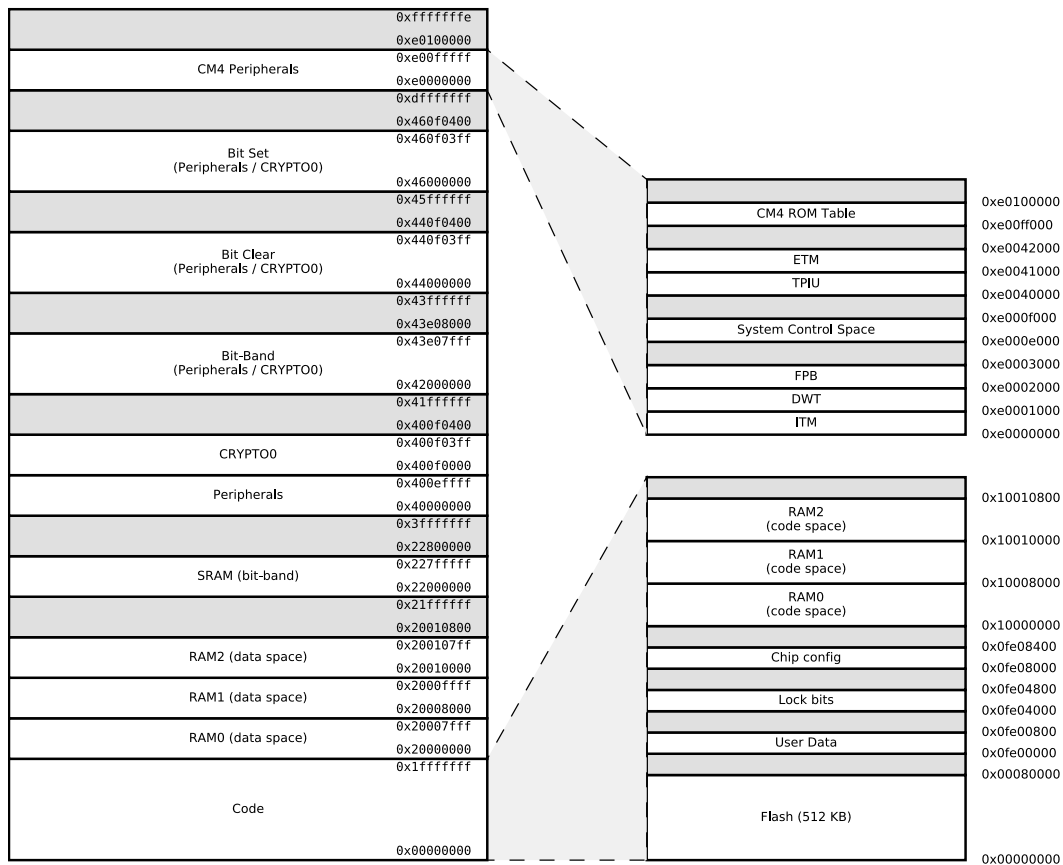 0xfffffffe
0xe0100000
0xe00fffff
CM4 Peripherals
0xe0000000
0xdfffffff
0x460f0400
0x460f03ff
Bit Set
(Peripherals / CRYPTO0)
0x46000000
0x45ffffff
0x440f0400
0x440f03ff
Bit Clear
(Peripherals / CRYPTO0)
0x44000000
0x43ffffff
0x43e08000
0x43e07fff
Bit-Band
(Peripherals / CRYPTO0)
0x42000000
0x41ffffff
0x400f0400
0x400f03ff
CRYPTO0
0x400f0000
0x400effff
Peripherals
0x40000000
0x3fffffff
0x22800000
0x227fffff
SRAM (bit-band)
0x22000000
0x21ffffff
0x20010800
0x200107ff
RAM2 (data space)
0x20010000
0x2000ffff
RAM1 (data space)
0x20008000
0x20007fff
RAM0 (data space)
0x20000000
0x1fffffff
Code
0x00000000
0xe0100000
CM4 ROM Table
0xe00ff000
0xe0042000
ETM
0xe0041000
TPIU
0xe0040000
0xe000f000
System Control Space
0xe000e000
0xe0003000
FPB
0xe0002000
DWT
0xe0001000
ITM
0xe0000000
0x10010800
RAM2
(code space)
0x10010000
RAM1
(code space)
0x10008000
RAM0
(code space)
0x10000000
0x0fe08400
Chip config
0x0fe08000
0x0fe04800
Lock bits
0x0fe04000
0x0fe00800
User Data
0x0fe00000
0x00080000
Flash (512 KB)
0x00000000